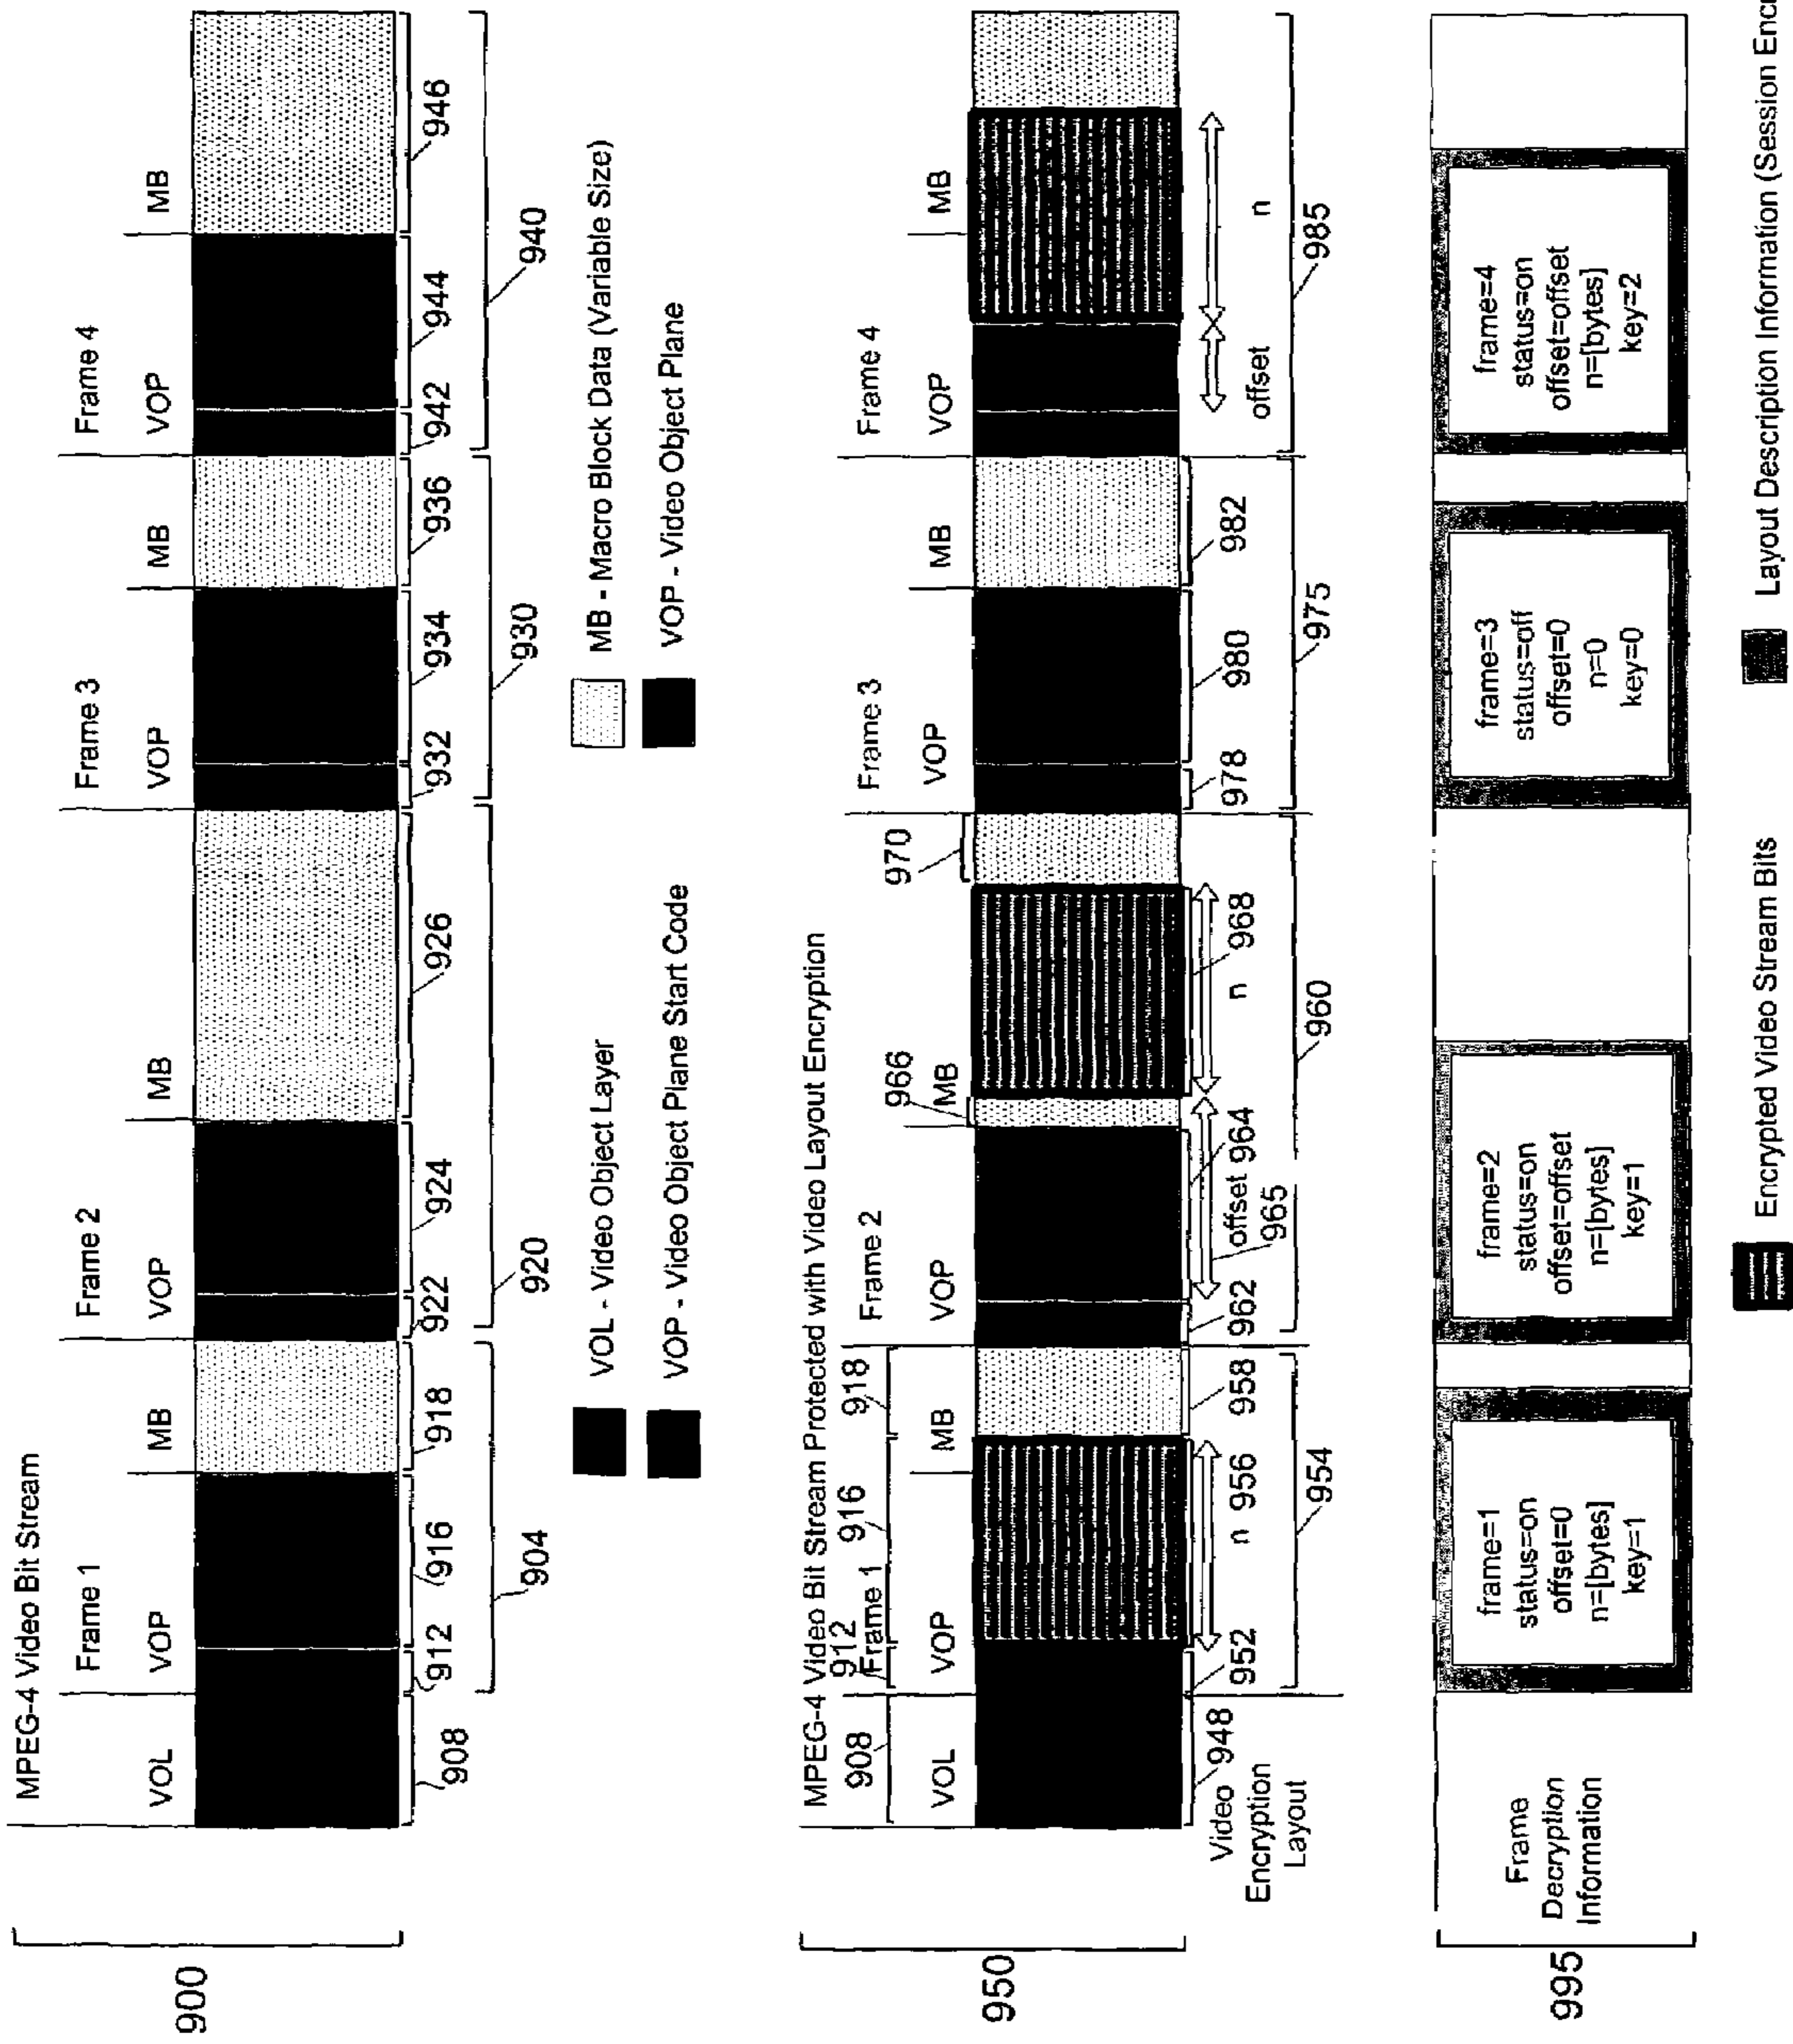 900
MPEG-4 Video Bit Stream
Frame 1
Frame 2
Frame 3
Frame 4
VOL
VOP
MB
VOP
MB
VOP
MB
VOP
MB
908
912
916
918
922
924
926
932
934
936
942
944
946
904
920
930
940
VOL - Video Object Layer
MB - Macro Block Data (Variable Size)
VOP - Video Object Plane Start Code
VOP - Video Object Plane
950
MPEG-4 Video Bit Stream Protected with Video Layout Encryption
908
912
916
918
966
970
Frame 1
Frame 2
Frame 3
Frame 4
VOL
VOP
MB
VOP
MB
VOP
MB
VOP
MB
948
952
n
956
958
962
offset
964
965
n
968
978
980
982
offset
n
954
960
975
985
Video
Encryption
Layout
995
Frame
Decryption
Information
frame=1
status=on
offset=0
n=[bytes]
key=1
frame=2
status=on
offset=offset
n=[bytes]
key=1
frame=3
status=off
offset=0
n=0
key=0
frame=4
status=on
offset=offset
n=[bytes]
key=2
Encrypted Video Stream Bits
Layout Description Information (Session Encr